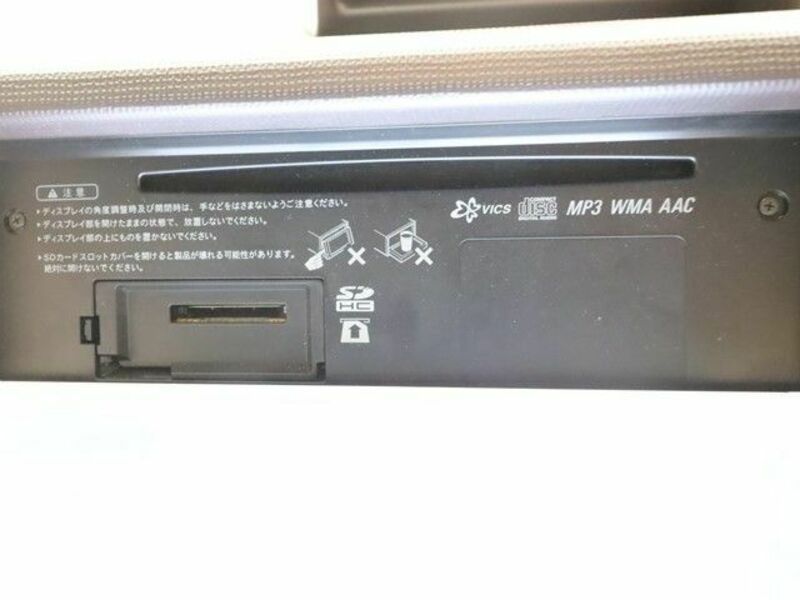 ⚠注意
▶ディスプレイの角度調整時及び開閉時は、手などをはさまないようご注意ください。
▶ディスプレイ部を開けたままの状態で、放置しないでください。
▶ディスプレイ部の上にものを置かないでください。
▶SDカードスロットカバーを開けると製品が壊れる可能性があります。
絶対に開けないでください。
VICS COMPACT disc DIGITAL AUDIO MP3 WMA AAC
SD
HC